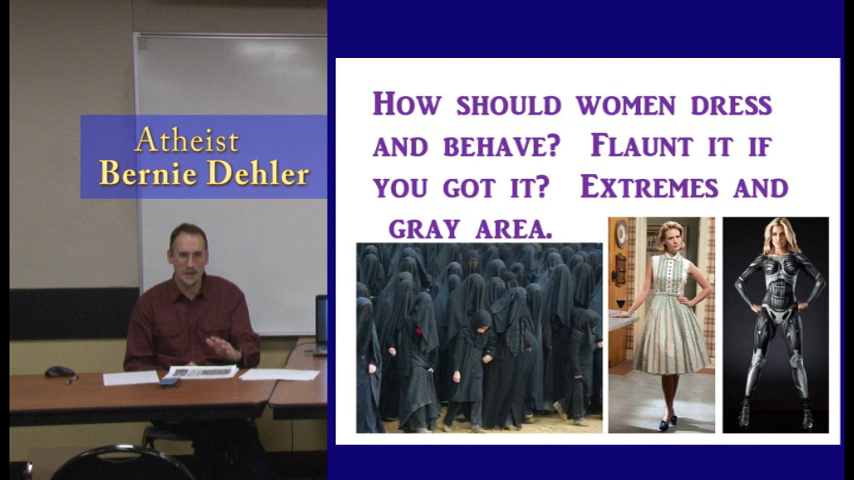 Atheist
Bernie Dehler
How should women dress
and behave? Flaunt it if
you got it? Extremes and
gray area.